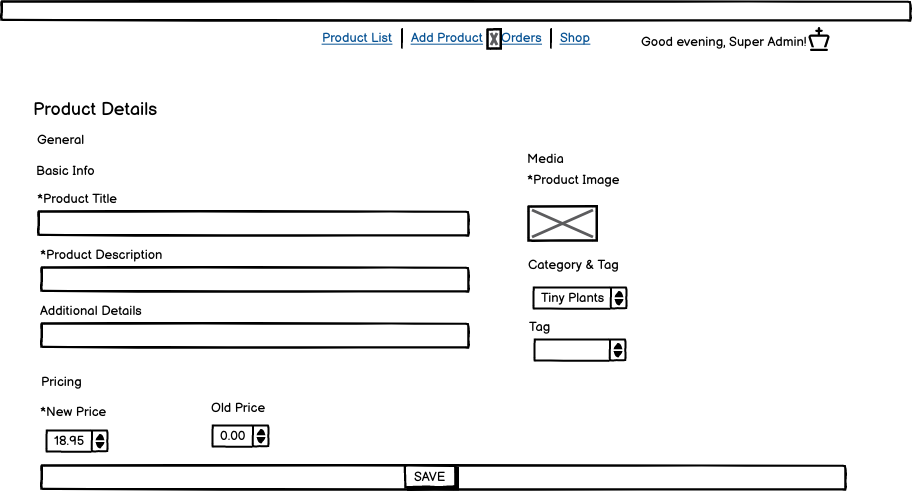 Product List Add Product X Orders Shop
Good evening, Super Admin!
Product Details
General
Basic Info
*Product Title
*Product Description
Additional Details
Media
*Product Image
Category & Tag
Tiny Plants
Tag
Pricing
*New Price
18.95
Old Price
0.00
SAVE